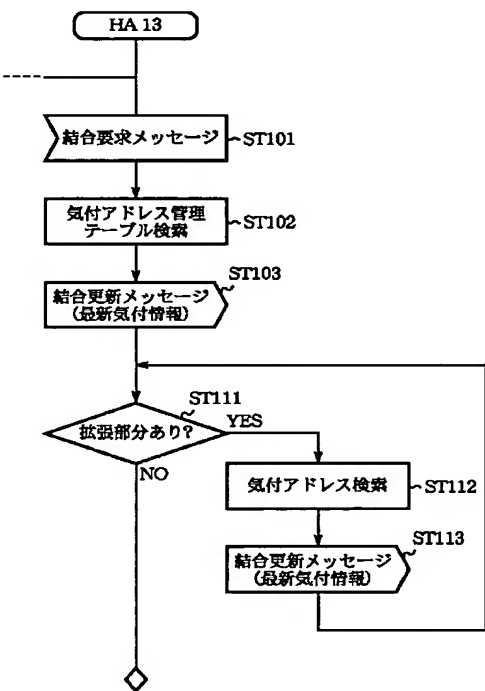 HA 13
結合要求メッセージ
ST101
気付アドレス管理
テーブル検索
ST102
ST103
結合更新メッセージ
(最新気付情報)
ST111
拡張部分あり?
YES
NO
気付アドレス検索
ST112
ST113
結合更新メッセージ
(最新気付情報)